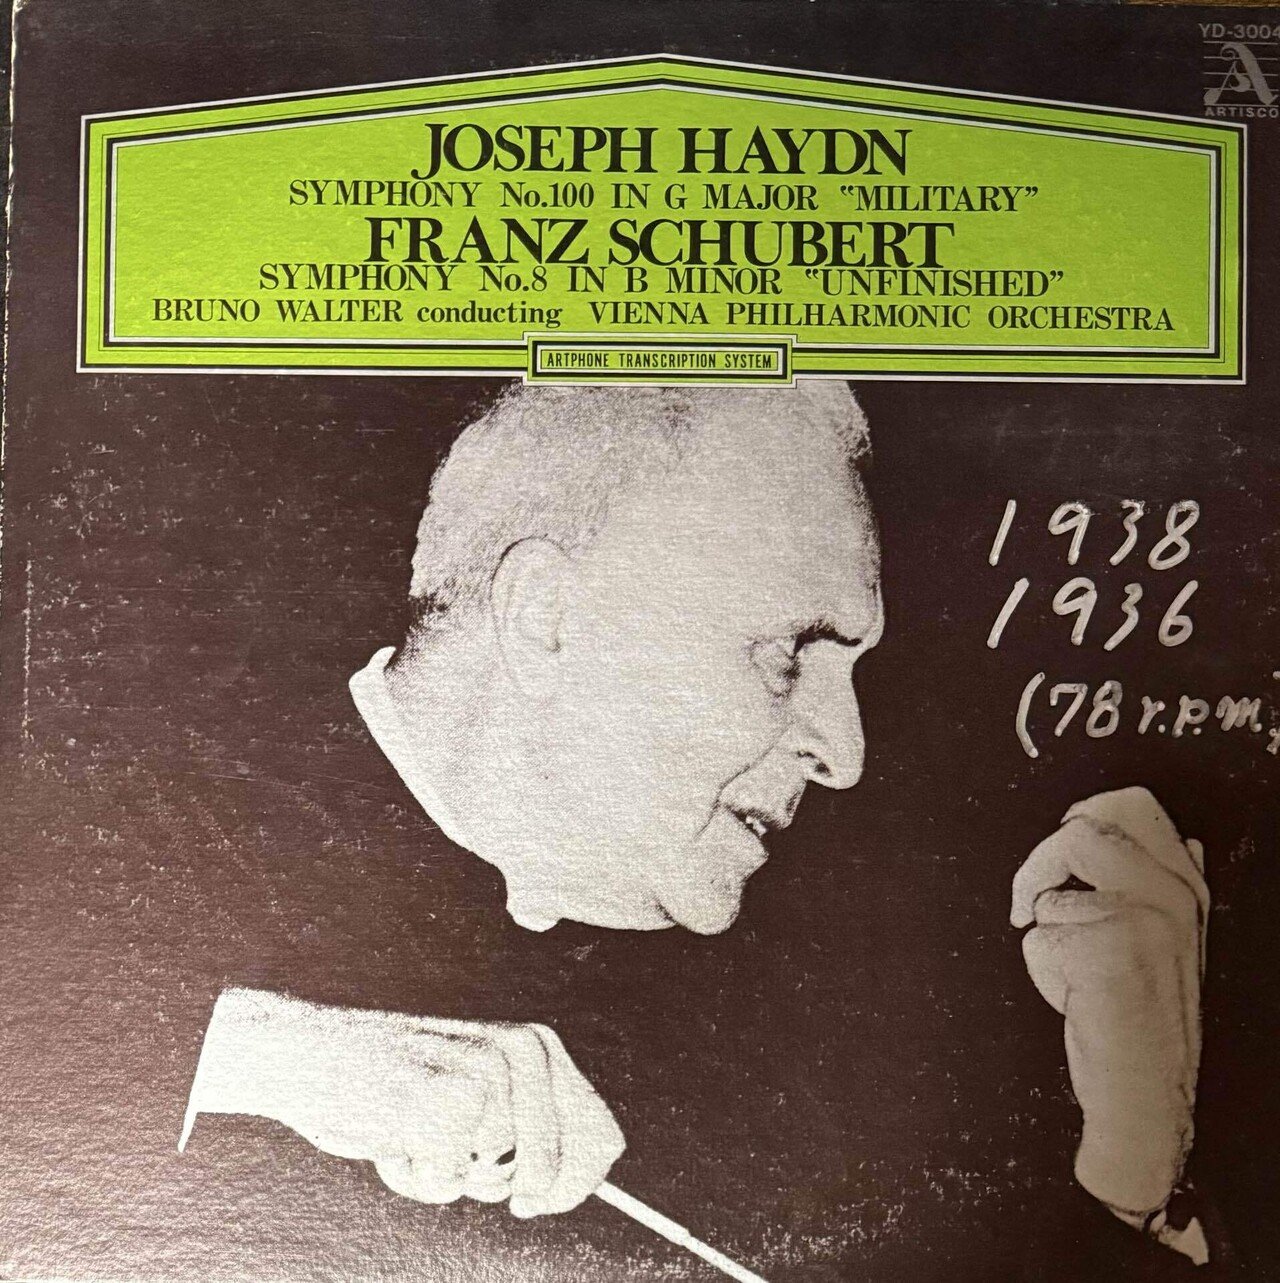 YD-3004
A
ARTISCO
JOSEPH HAYDN
SYMPHONY No.100 IN G MAJOR “MILITARY”
FRANZ SCHUBERT
SYMPHONY No.8 IN B MINOR “UNFINISHED”
BRUNO WALTER conducting VIENNA PHILHARMONIC ORCHESTRA
ARTPHONE TRANSCRIPTION SYSTEM
1938
1936
(78 r.p.m.)